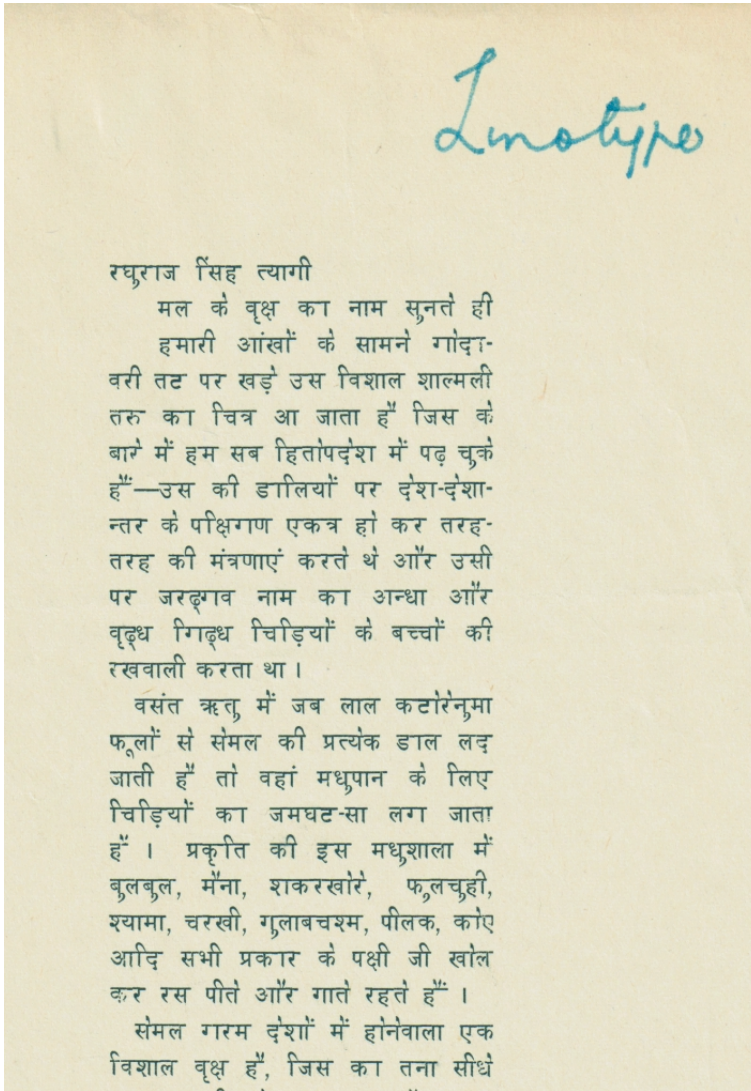 Linotype
रघुराज सिंह त्यागी
मल के वृक्ष का नाम सुनते ही
हमारी आंखों के सामने गोदा-
वरी तट पर खड़े उस विशाल शाल्मली
तरु का चित्र आ जाता है जिस के
बारे में हम सब हितोपदेश में पढ़ चुके
हैं—उस की डालियों पर देश-देशा-
न्तर के पक्षिगण एकत्र हो कर तरह-
तरह की मंत्रणाएं करते थे और उसी
पर जरद्गव नाम का अन्धा और
वृद्ध गिद्ध चिड़ियों के बच्चों की
रखवाली करता था।
वसंत ऋतु में जब लाल कटोरेनुमा
फूलों से सेमल की प्रत्येक डाल लद
जाती है तो वहां मधुपान के लिए
चिड़ियों का जमघट-सा लग जाता
है । प्रकृति की इस मधुशाला में
बुलबुल, मैना, शकरखोरे, फुलचुही,
श्यामा, चरखी, गुलाबचश्म, पीलक, कौए
आदि सभी प्रकार के पक्षी जी खोल
कर रस पीते और गाते रहते हैं ।
सेमल गरम देशों में होनेवाला एक
विशाल वृक्ष है, जिस का तना सीधे